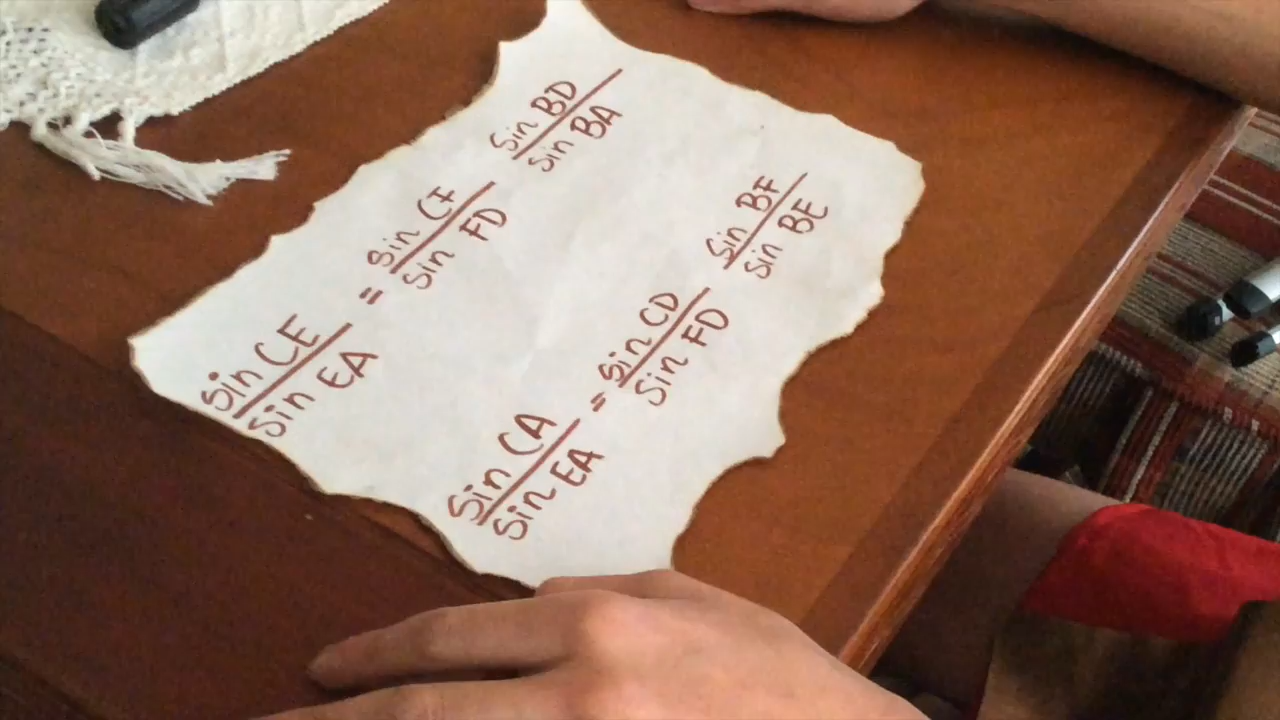 sin CE / sin EA = sin CF / sin FD sin BD / sin BA
sin CA / sin EA = sin CD / sin FD sin BF / sin BE